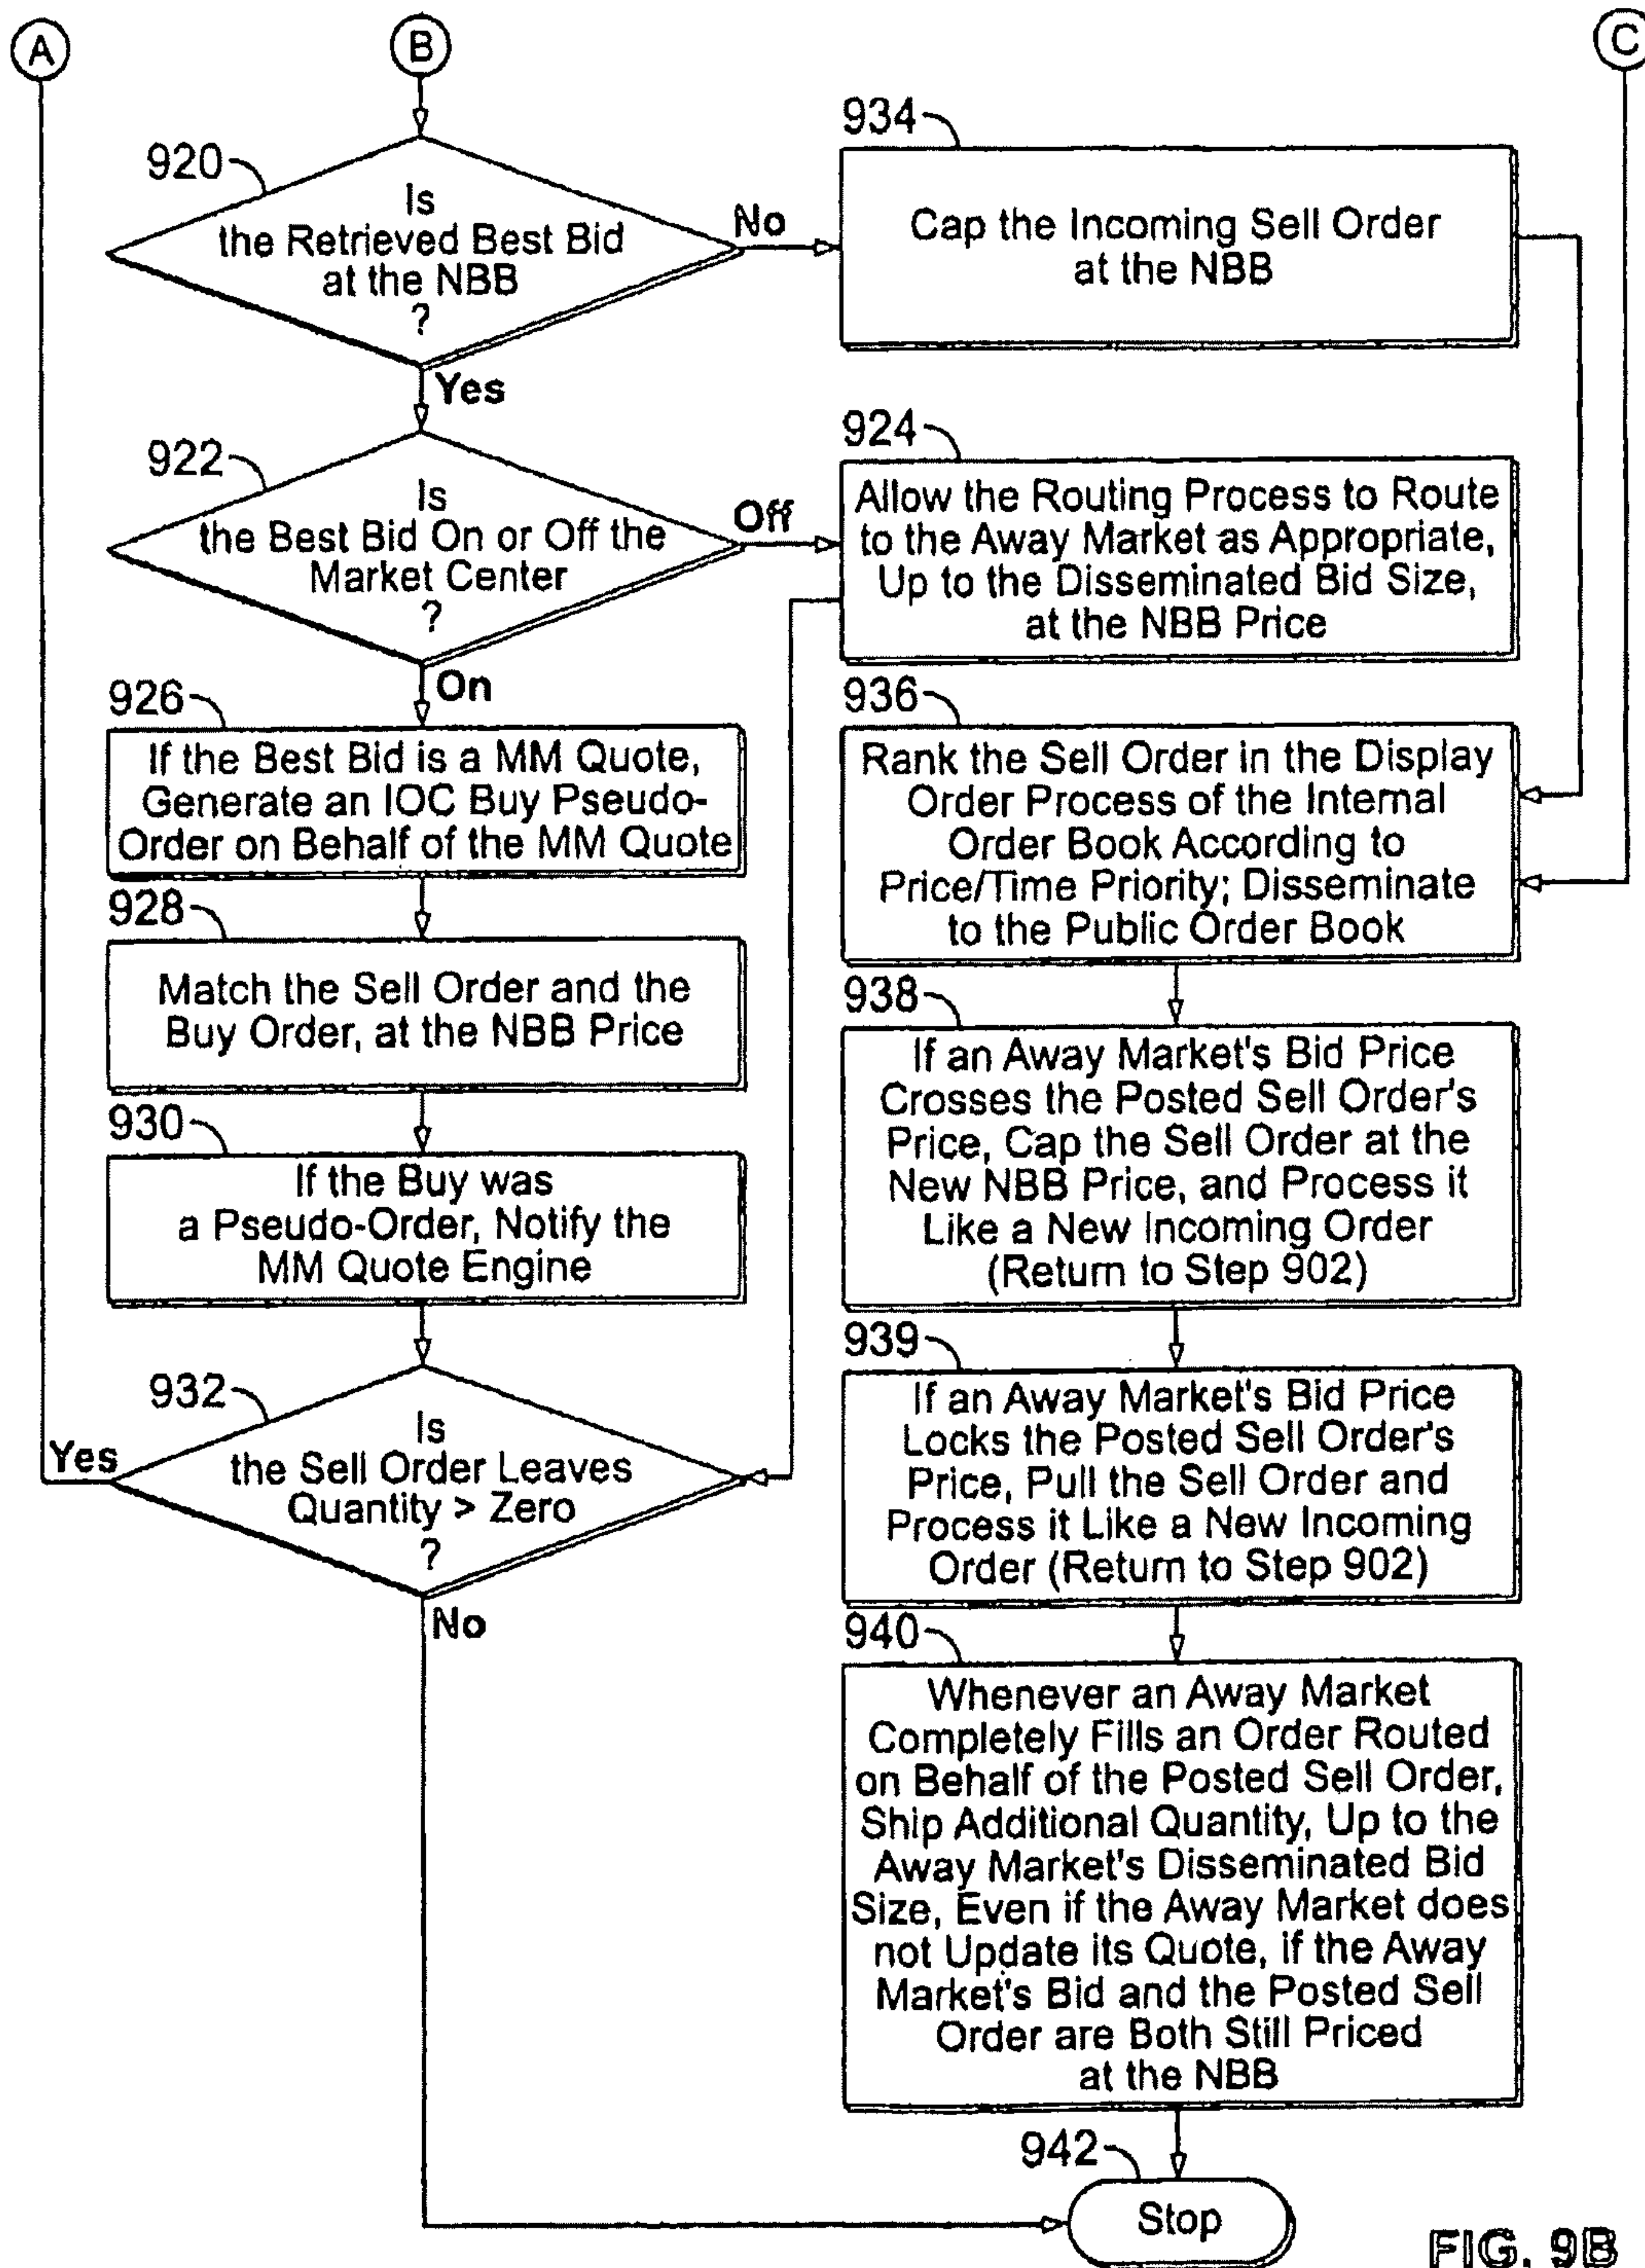 A
B
C
920
Is
the Retrieved Best Bid
at the NBB
?
No
Yes
934
Cap the Incoming Sell Order
at the NBB
922
Is
the Best Bid On or Off the
Market Center
?
Off
On
924
Allow the Routing Process to Route
to the Away Market as Appropriate,
Up to the Disseminated Bid Size,
at the NBB Price
926
If the Best Bid is a MM Quote,
Generate an IOC Buy Pseudo-
Order on Behalf of the MM Quote
936
Rank the Sell Order in the Display
Order Process of the Internal
Order Book According to
Price/Time Priority; Disseminate
to the Public Order Book
928
Match the Sell Order and the
Buy Order, at the NBB Price
938
If an Away Market's Bid Price
Crosses the Posted Sell Order's
Price, Cap the Sell Order at the
New NBB Price, and Process it
Like a New Incoming Order
(Return to Step 902)
930
If the Buy was
a Pseudo-Order, Notify the
MM Quote Engine
939
If an Away Market's Bid Price
Locks the Posted Sell Order's
Price, Pull the Sell Order and
Process it Like a New Incoming
Order (Return to Step 902)
932
Is
the Sell Order Leaves
Quantity > Zero
?
Yes
No
940
Whenever an Away Market
Completely Fills an Order Routed
on Behalf of the Posted Sell Order,
Ship Additional Quantity, Up to the
Away Market's Disseminated Bid
Size, Even if the Away Market does
not Update its Quote, if the Away
Market's Bid and the Posted Sell
Order are Both Still Priced
at the NBB
942
Stop
FIG. 9B